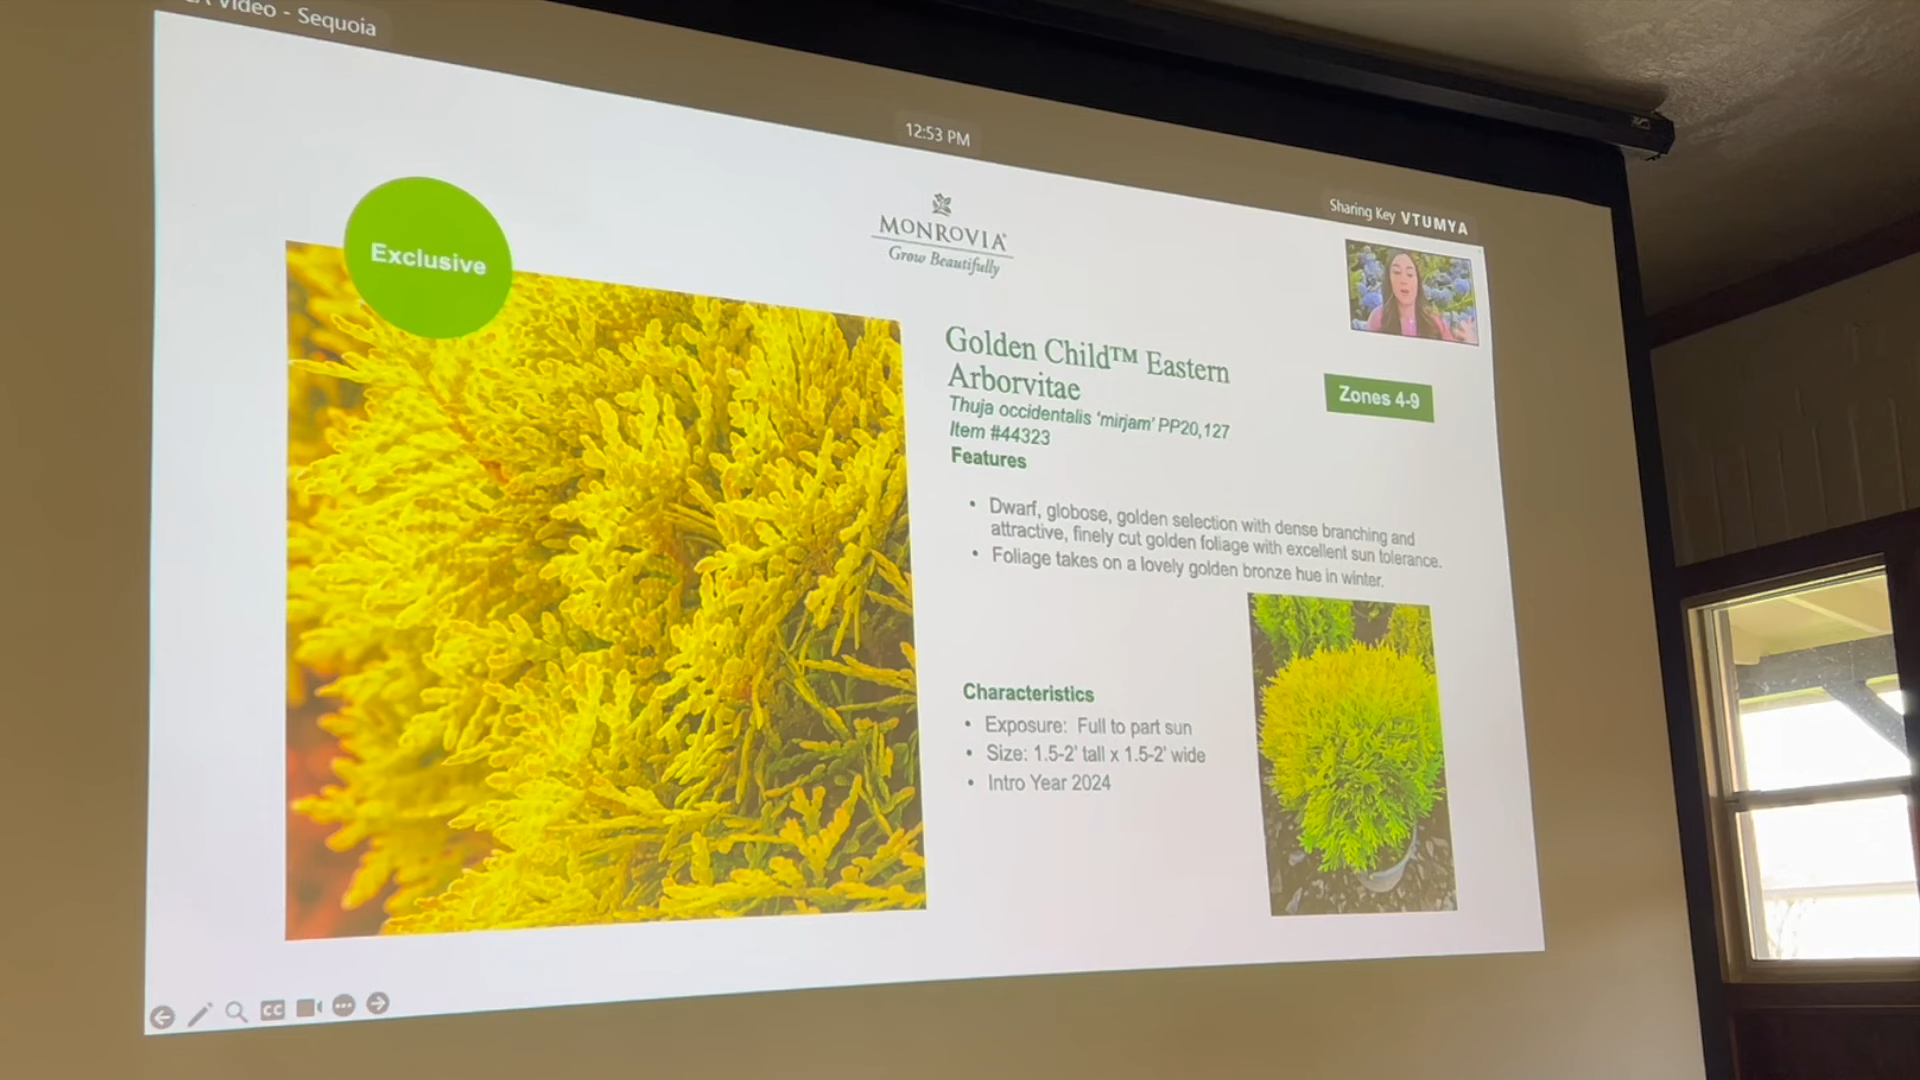 Video - Sequoia
12:53 PM
Sharing Key VTUMYA
Exclusive
MONROVIA
Grow Beautifully
Golden Child™ Eastern
Arborvitae
Zones 4-9
Thuja occidentalis ‘mirjam’ PP20,127
Item #44323
Features
• Dwarf, globose, golden selection with dense branching and
attractive, finely cut golden foliage with excellent sun tolerance.
• Foliage takes on a lovely golden bronze hue in winter.
Characteristics
• Exposure: Full to part sun
• Size: 1.5-2' tall x 1.5-2' wide
• Intro Year 2024
CC